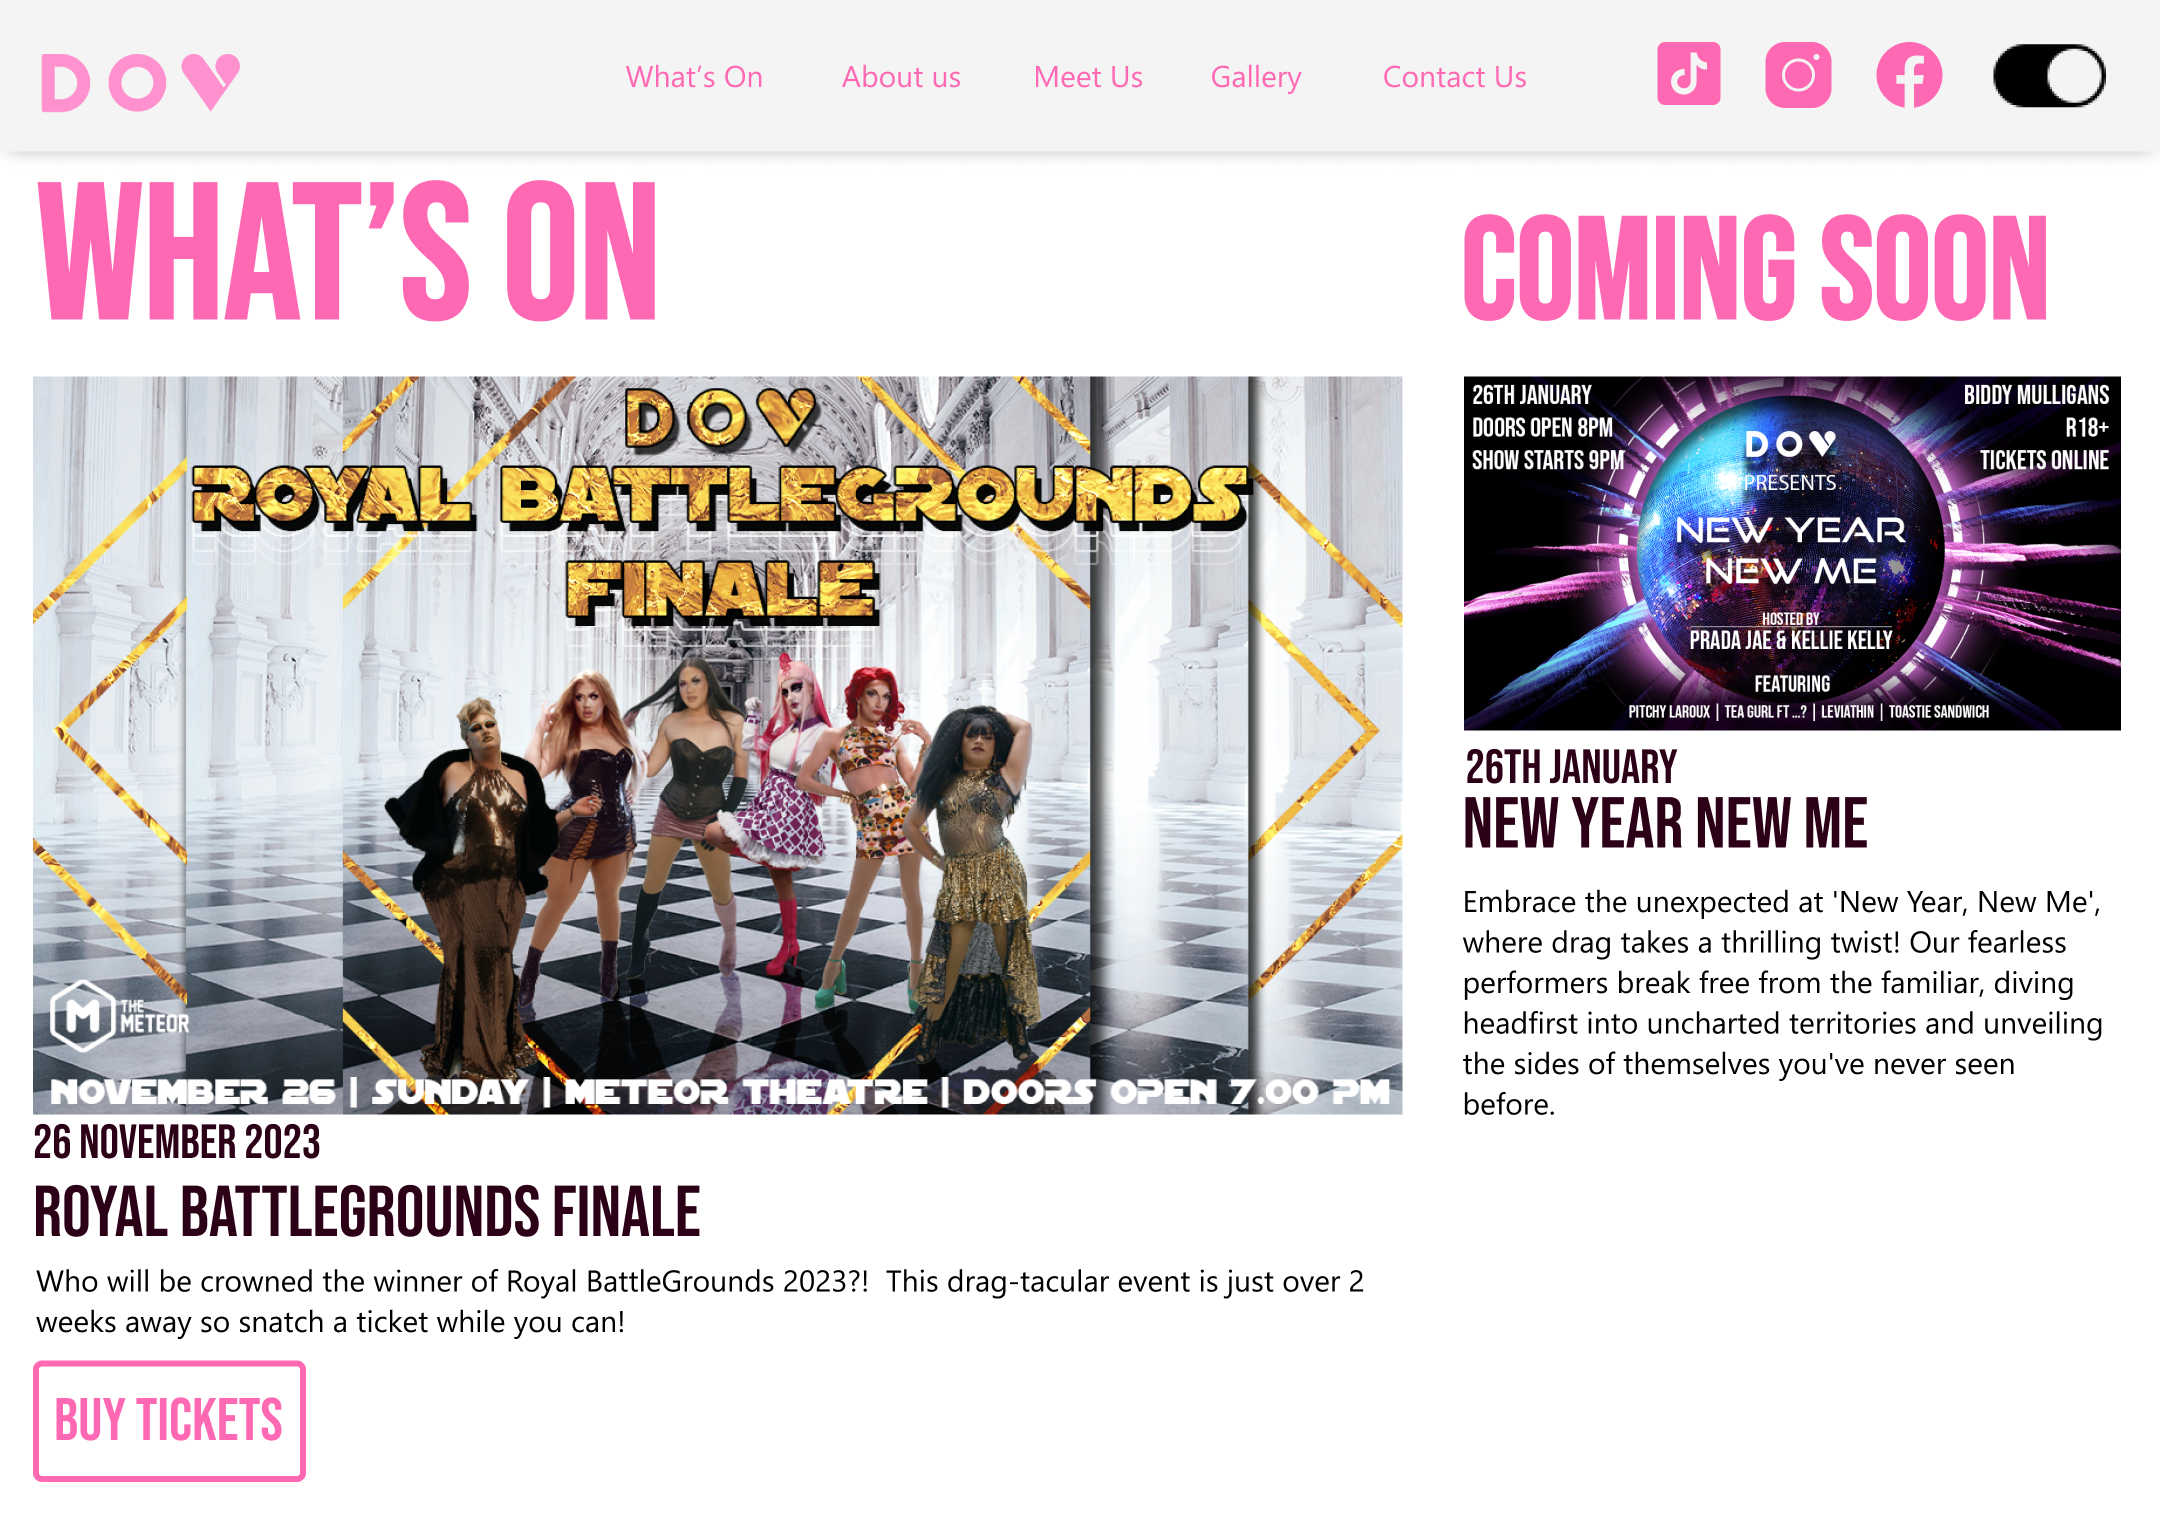 DOV
What’s On
About us
Meet Us
Gallery
Contact Us
WHAT’S ON
DOV
ROYAL BATTLEGROUNDS
FINALE
THE
METEOR
NOVEMBER 26 | SUNDAY | METEOR THEATRE | DOORS OPEN 7.00 PM
26 NOVEMBER 2023
ROYAL BATTLEGROUNDS FINALE
Who will be crowned the winner of Royal BattleGrounds 2023?!  This drag-tacular event is just over 2
weeks away so snatch a ticket while you can!
BUY TICKETS
COMING SOON
26TH JANUARY
DOORS OPEN 8PM
SHOW STARTS 9PM
BIDDY MULLIGANS
R18+
TICKETS ONLINE
DOV
PRESENTS.
NEW YEAR
NEW ME
HOSTED BY
PRADA JAE & KELLIE KELLY
FEATURING
PITCHY LAROUX | TEA GURL FT ...? | LEVIATHIN | TOASTIE SANDWICH
26TH JANUARY
NEW YEAR NEW ME
Embrace the unexpected at 'New Year, New Me',
where drag takes a thrilling twist! Our fearless
performers break free from the familiar, diving
headfirst into uncharted territories and unveiling
the sides of themselves you've never seen
before.